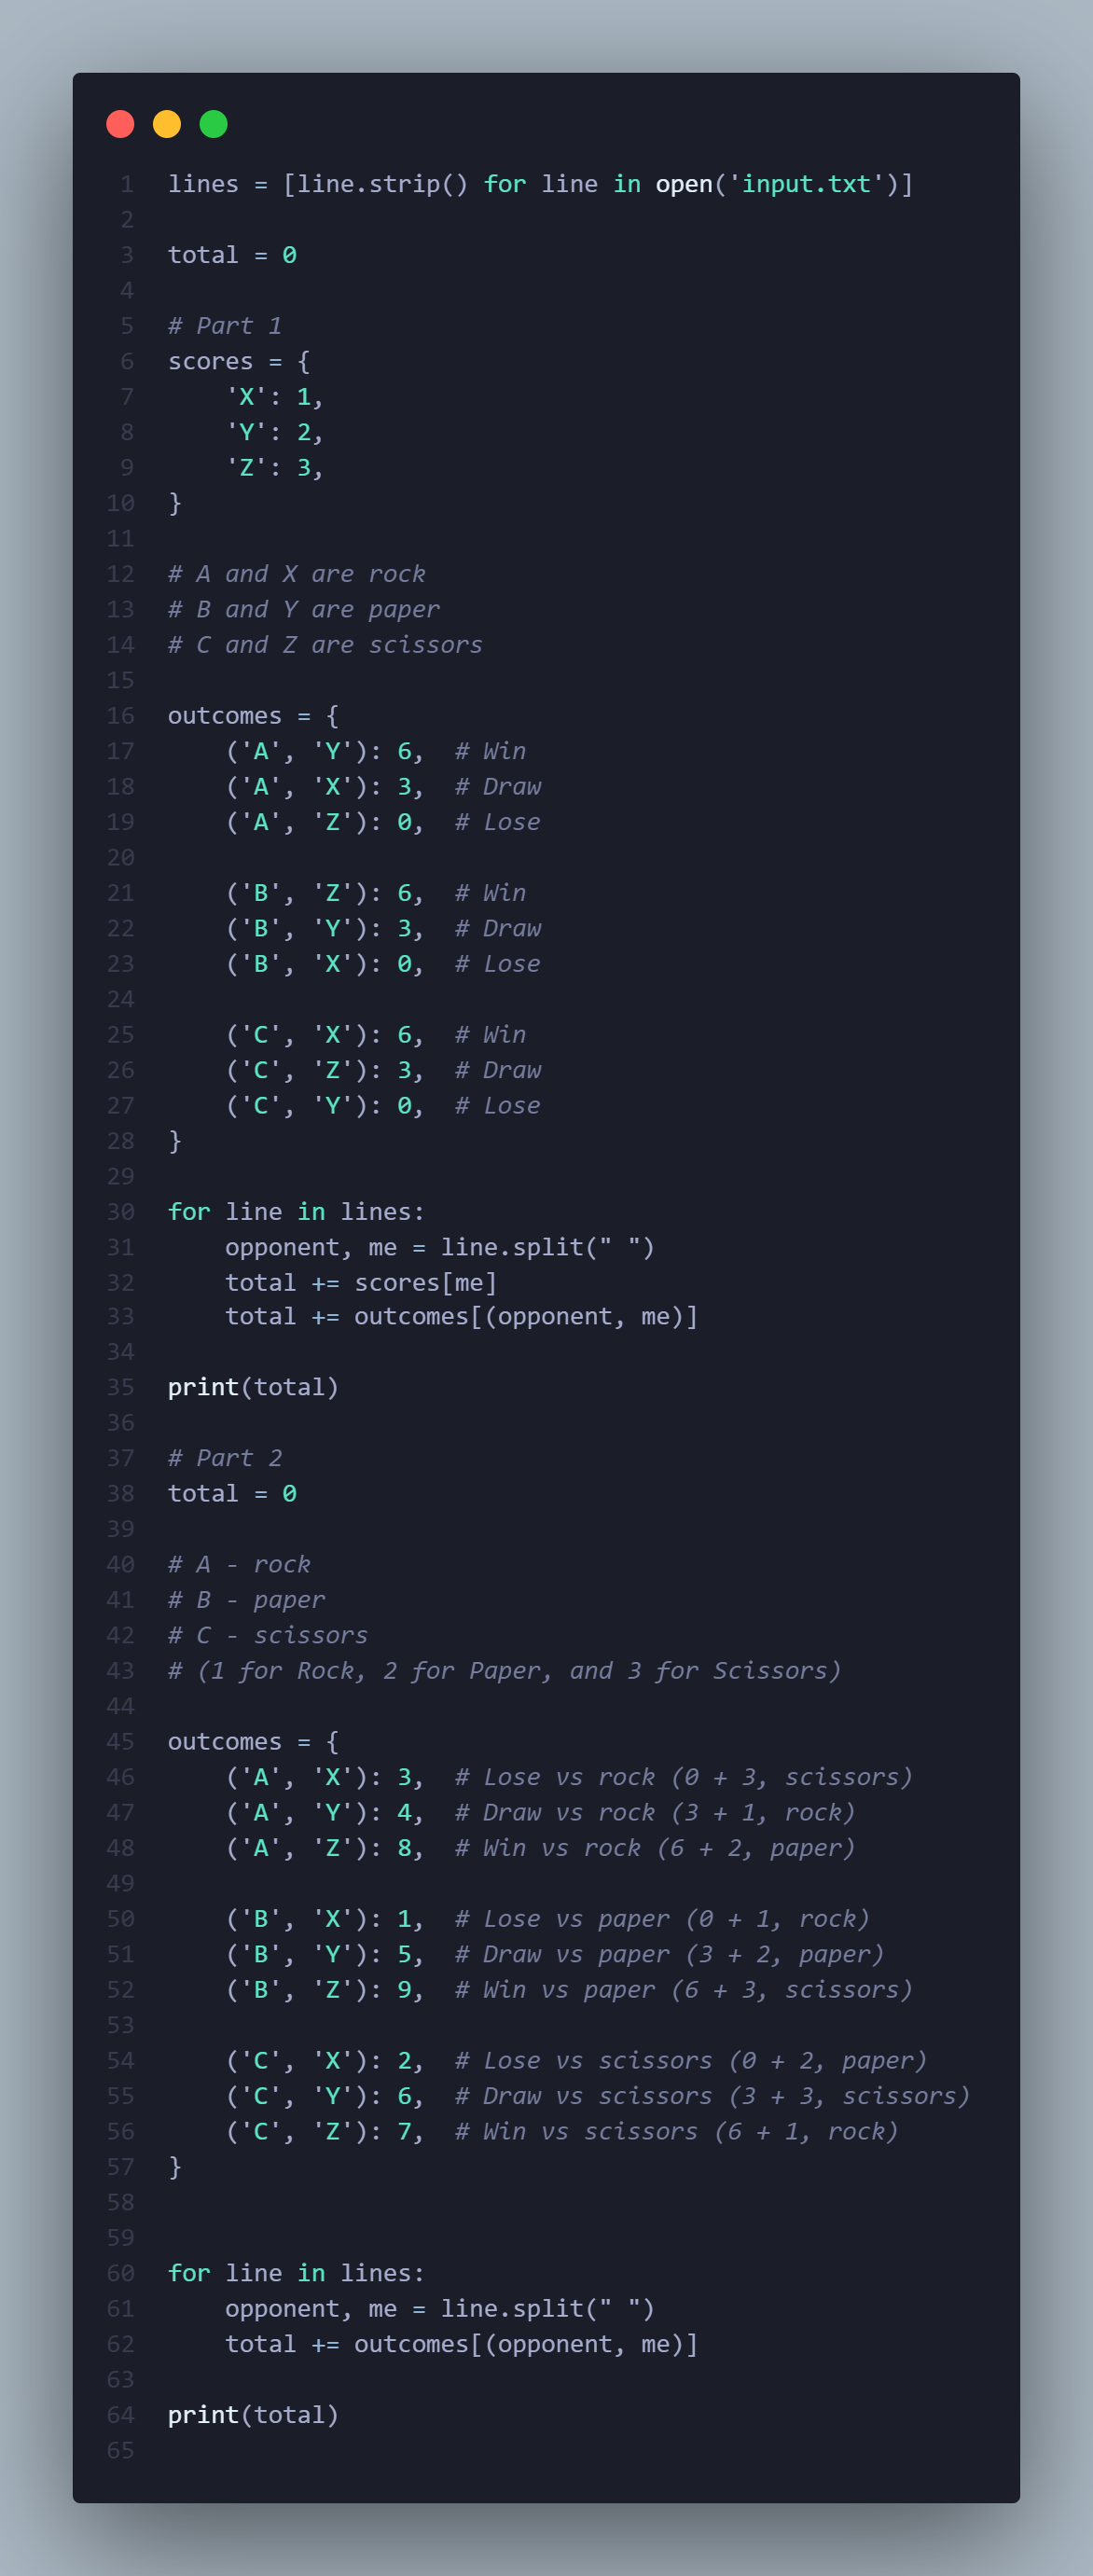 1 lines = [line.strip() for line in open('input.txt')]
2
3 total = 0
4
5 # Part 1
6 scores = {
7     'X': 1,
8     'Y': 2,
9     'Z': 3,
10 }
11
12 # A and X are rock
13 # B and Y are paper
14 # C and Z are scissors
15
16 outcomes = {
17     ('A', 'Y'): 6,  # Win
18     ('A', 'X'): 3,  # Draw
19     ('A', 'Z'): 0,  # Lose
20
21     ('B', 'Z'): 6,  # Win
22     ('B', 'Y'): 3,  # Draw
23     ('B', 'X'): 0,  # Lose
24
25     ('C', 'X'): 6,  # Win
26     ('C', 'Z'): 3,  # Draw
27     ('C', 'Y'): 0,  # Lose
28 }
29
30 for line in lines:
31     opponent, me = line.split(" ")
32     total += scores[me]
33     total += outcomes[(opponent, me)]
34
35 print(total)
36
37 # Part 2
38 total = 0
39
40 # A - rock
41 # B - paper
42 # C - scissors
43 # (1 for Rock, 2 for Paper, and 3 for Scissors)
44
45 outcomes = {
46     ('A', 'X'): 3,  # Lose vs rock (0 + 3, scissors)
47     ('A', 'Y'): 4,  # Draw vs rock (3 + 1, rock)
48     ('A', 'Z'): 8,  # Win vs rock (6 + 2, paper)
49
50     ('B', 'X'): 1,  # Lose vs paper (0 + 1, rock)
51     ('B', 'Y'): 5,  # Draw vs paper (3 + 2, paper)
52     ('B', 'Z'): 9,  # Win vs paper (6 + 3, scissors)
53
54     ('C', 'X'): 2,  # Lose vs scissors (0 + 2, paper)
55     ('C', 'Y'): 6,  # Draw vs scissors (3 + 3, scissors)
56     ('C', 'Z'): 7,  # Win vs scissors (6 + 1, rock)
57 }
58
59
60 for line in lines:
61     opponent, me = line.split(" ")
62     total += outcomes[(opponent, me)]
63
64 print(total)
65